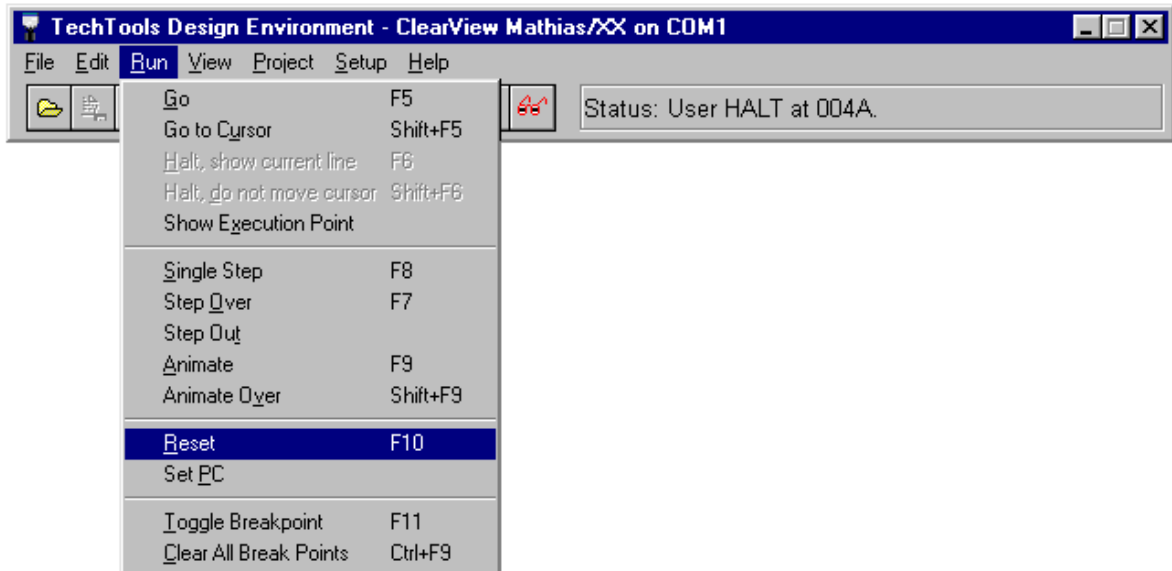 TechTools Design Environment - ClearView Mathias/XX on COM1
File Edit Run View Project Setup Help
Status: User HALT at 004A.
Go F5
Go to Cursor Shift+F5
Halt, show current line F6
Halt, do not move cursor Shift+F6
Show Execution Point
Single Step F8
Step Over F7
Step Out
Animate F9
Animate Over Shift+F9
Reset F10
Set PC
Toggle Breakpoint F11
Clear All Break Points Ctrl+F9